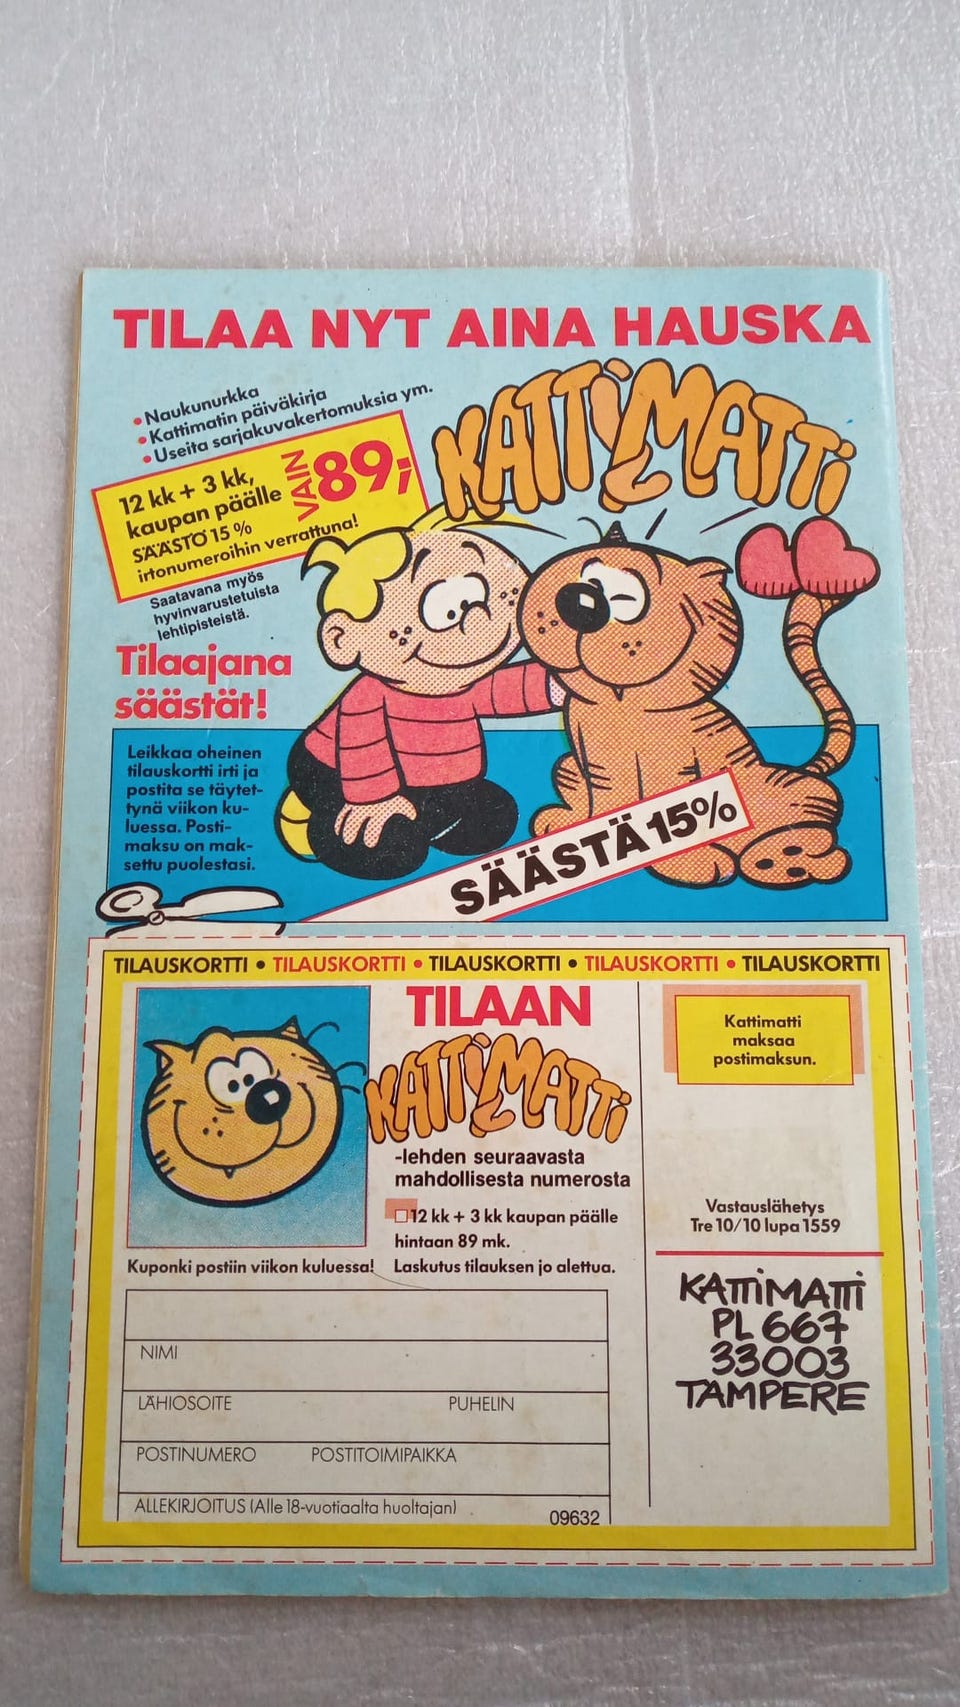 TILAA NYT AINA HAUSKA
KATTiMATTi
• Naukunurkka
• Kattimatin päiväkirja
• Useita sarjakuvakertomuksia ym.
12 kk + 3 kk,
kaupan päälle
VAIN 89,-
SÄÄSTÖ 15 %
irtonumeroihin verrattuna!
Saatavana myös
hyvinvarustetuista
lehtipisteistä.
Tilaajana
säästät!
Leikkaa oheinen
tilauskortti irti ja
postita se täytet-
tynä viikon ku-
luessa. Posti-
maksu on mak-
settu puolestasi.
SÄÄSTÄ 15%
TILAUSKORTTI • TILAUSKORTTI • TILAUSKORTTI • TILAUSKORTTI • TILAUSKORTTI
TILAAN
KATTiMATTi
-lehden seuraavasta
mahdollisesta numerosta
12 kk + 3 kk kaupan päälle
hintaan 89 mk.
Kuponki postiin viikon kuluessa!
Laskutus tilauksen jo alettua.
NIMI
LÄHIOSOITE PUHELIN
POSTINUMERO POSTITOIMIPAIKKA
ALLEKIRJOITUS (Alle 18-vuotiaalta huoltajan)
09632
Kattimatti
maksaa
postimaksun.
Vastauslähetys
Tre 10/10 lupa 1559
KATTiMATTi
PL 667
33003
TAMPERE